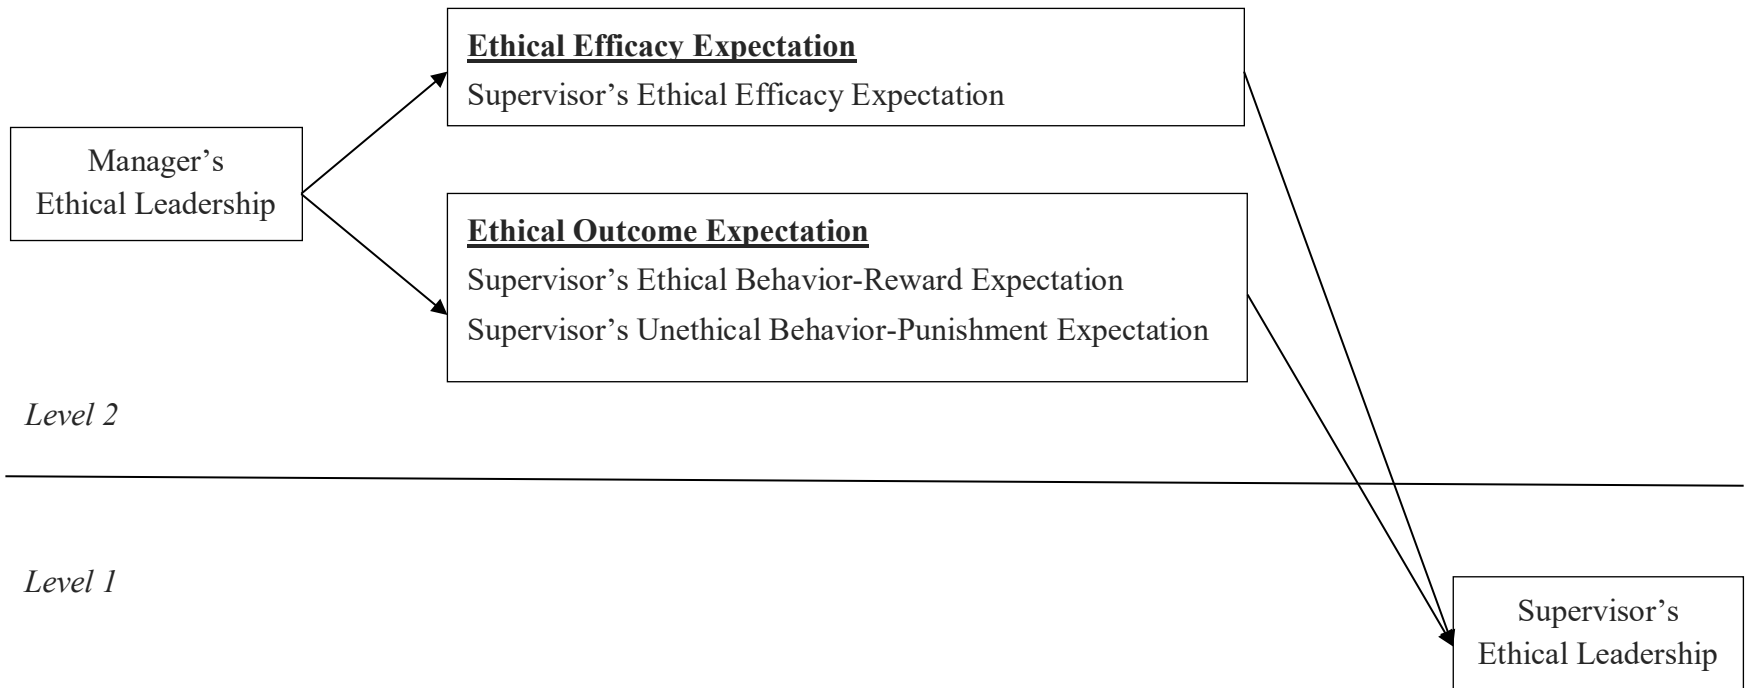 Ethical Efficacy Expectation
Supervisor’s Ethical Efficacy Expectation
Manager’s
Ethical Leadership
Ethical Outcome Expectation
Supervisor’s Ethical Behavior-Reward Expectation
Supervisor’s Unethical Behavior-Punishment Expectation
Level 2
Level 1
Supervisor’s
Ethical Leadership